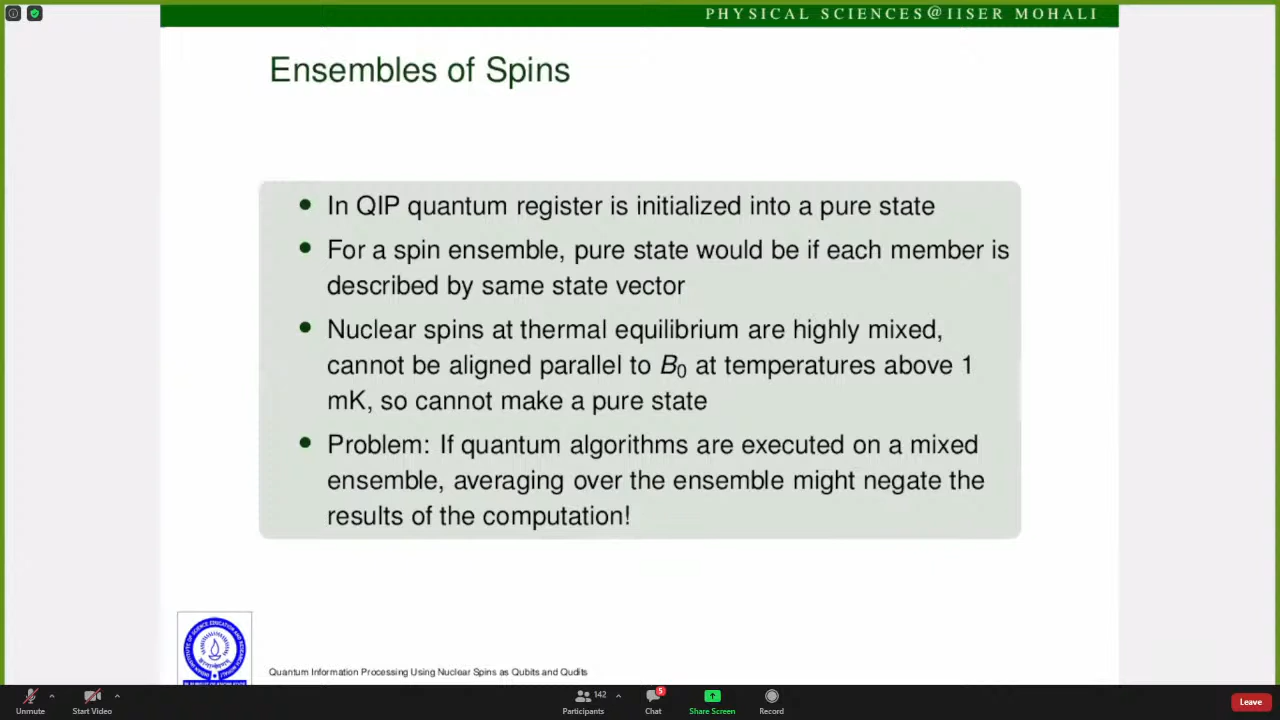 PHYSICAL SCIENCES@IISER MOHALI
Ensembles of Spins
In QIP quantum register is initialized into a pure state
For a spin ensemble, pure state would be if each member is
described by same state vector
Nuclear spins at thermal equilibrium are highly mixed,
cannot be aligned parallel to B₀ at temperatures above 1
mK, so cannot make a pure state
Problem: If quantum algorithms are executed on a mixed
ensemble, averaging over the ensemble might negate the
results of the computation!
Quantum Information Processing Using Nuclear Spins as Qubits and Qudits
Unmute
Start Video
142
Participants
5
Chat
Share Screen
Record
Leave